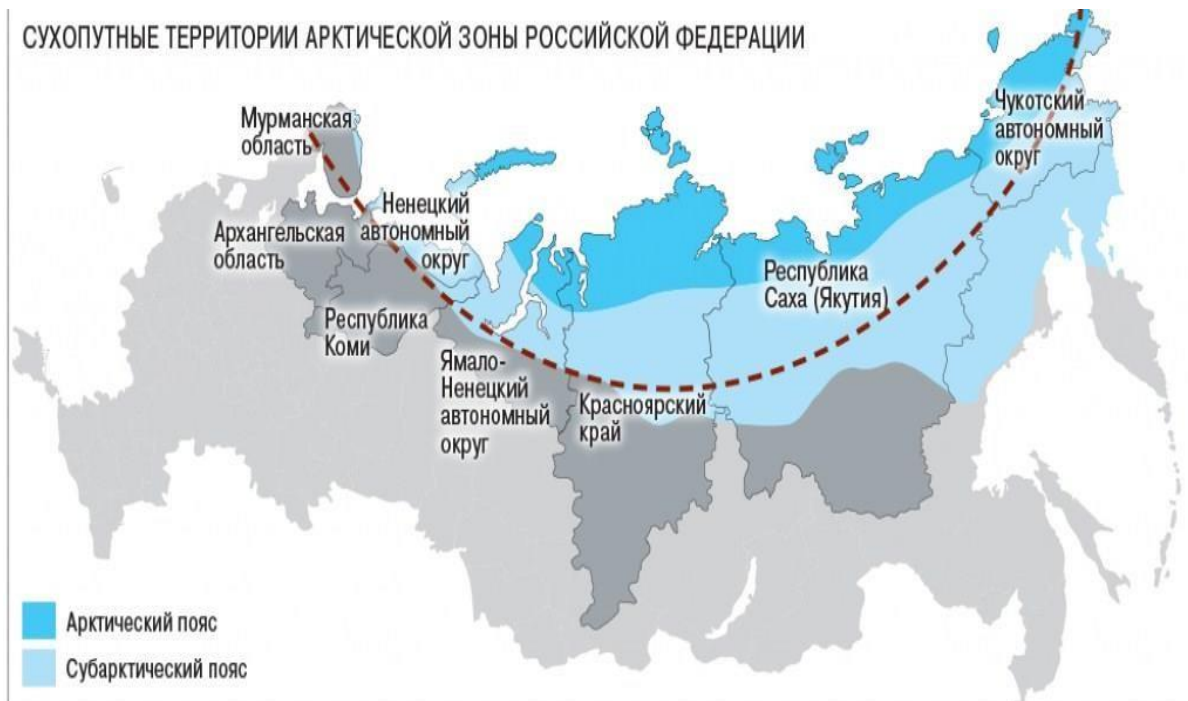 СУХОПУТНЫЕ ТЕРРИТОРИИ АРКТИЧЕСКОЙ ЗОНЫ РОССИЙСКОЙ ФЕДЕРАЦИИ
Мурманская
область
Чукотский
автономный
округ
Ненецкий
автономный
округ
Архангельская
область
Республика
Саха (Якутия)
Республика
Коми
Ямало-
Ненецкий
автономный
округ
Красноярский
край
Арктический пояс
Субарктический пояс